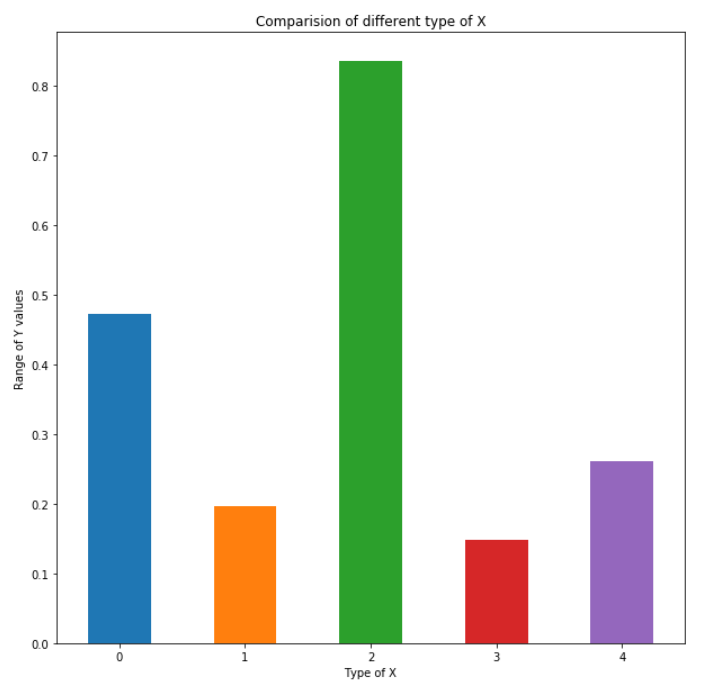 Comparision of different type of X
Range of Y values
0.8
0.7
0.6
0.5
0.4
0.3
0.2
0.1
0.0
0 1 2 3 4
Type of X